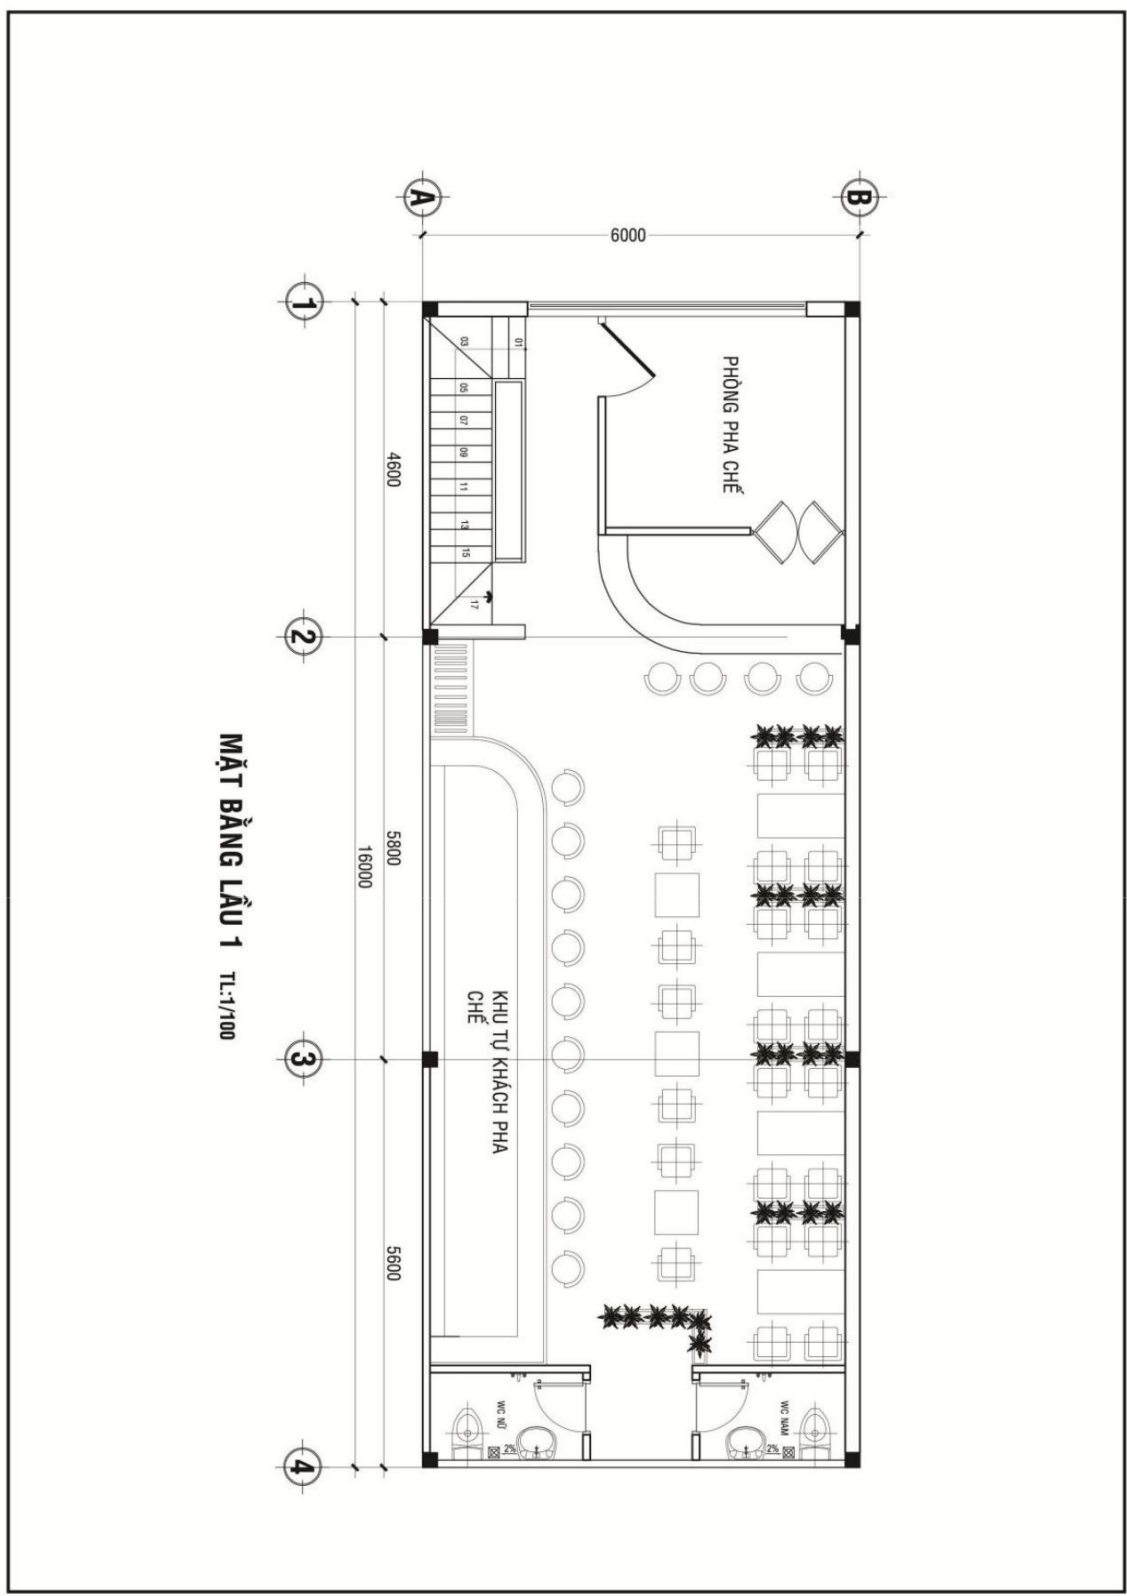 A
B
6000
1
2
3
4
4600
5800
5600
16000
01
03
05
07
09
11
13
15
17
PHÒNG PHA CHẾ
KHU TỰ KHÁCH PHA
CHẾ
WC NỮ
2%
WC NAM
2%
MẶT BẰNG LẦU 1 TL:1/100